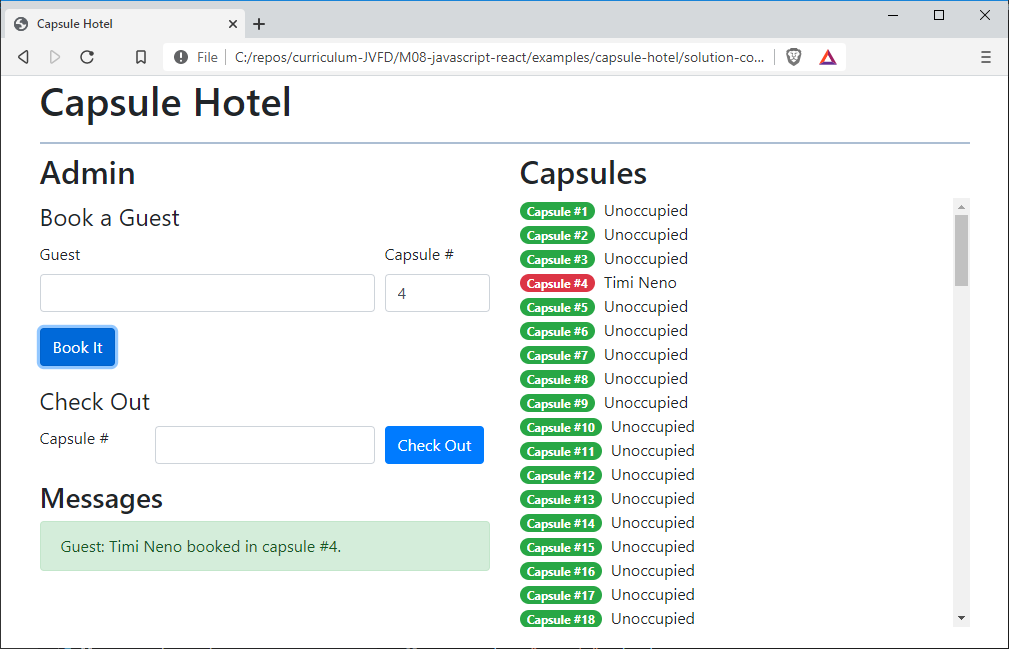 Capsule Hotel
File
C:/repos/curriculum-JVFD/M08-javascript-react/examples/capsule-hotel/solution-co...
Capsule Hotel
Admin
Book a Guest
Guest
Capsule #
4
Book It
Check Out
Capsule #
Check Out
Messages
Guest: Timi Neno booked in capsule #4.
Capsules
Capsule #1 Unoccupied
Capsule #2 Unoccupied
Capsule #3 Unoccupied
Capsule #4 Timi Neno
Capsule #5 Unoccupied
Capsule #6 Unoccupied
Capsule #7 Unoccupied
Capsule #8 Unoccupied
Capsule #9 Unoccupied
Capsule #10 Unoccupied
Capsule #11 Unoccupied
Capsule #12 Unoccupied
Capsule #13 Unoccupied
Capsule #14 Unoccupied
Capsule #15 Unoccupied
Capsule #16 Unoccupied
Capsule #17 Unoccupied
Capsule #18 Unoccupied